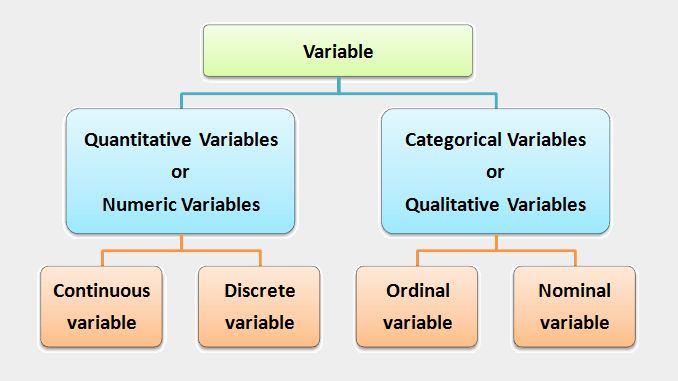 Variable
Quantitative Variables
or
Numeric Variables
Categorical Variables
or
Qualitative Variables
Continuous
variable
Discrete
variable
Ordinal
variable
Nominal
variable